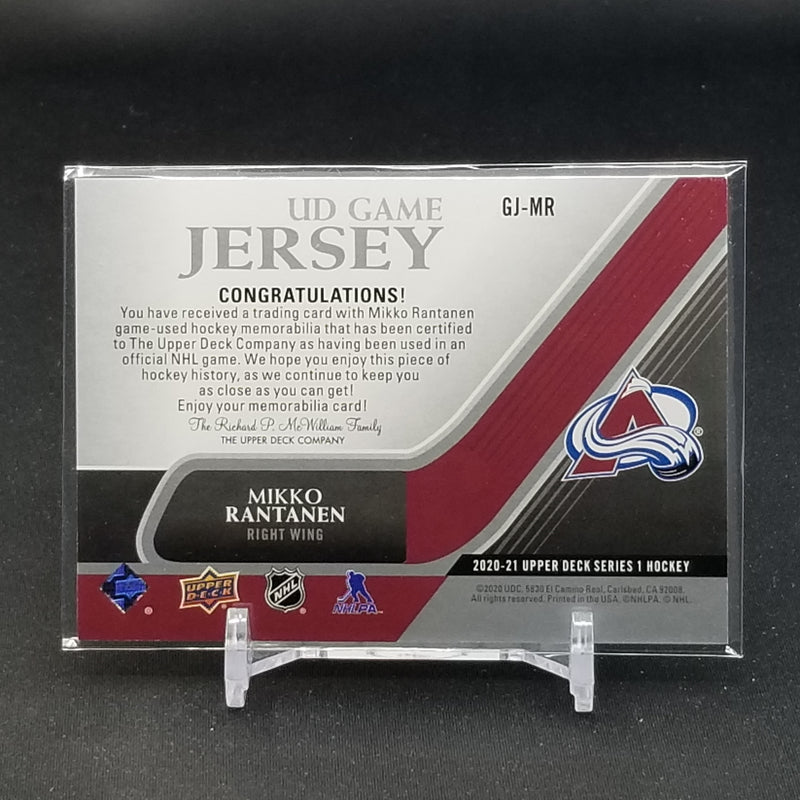 UD GAME
JERSEY
GJ-MR
CONGRATULATIONS!
You have received a trading card with Mikko Rantanen
game-used hockey memorabilia that has been certified
to The Upper Deck Company as having been used in an
official NHL game. We hope you enjoy this piece of
hockey history, as we continue to keep you
as close as you can get!
Enjoy your memorabilia card!
The Richard P. McWilliam Family
THE UPPER DECK COMPANY
A
®
MIKKO
RANTANEN
RIGHT WING
2020-21 UPPER DECK SERIES 1 HOCKEY
UPPER
DECK
NHL
NHLPA
©2020 UDC. 5830 El Camino Real, Carlsbad, CA 92008.
All rights reserved. Printed in the USA. ©NHLPA. © NHL.